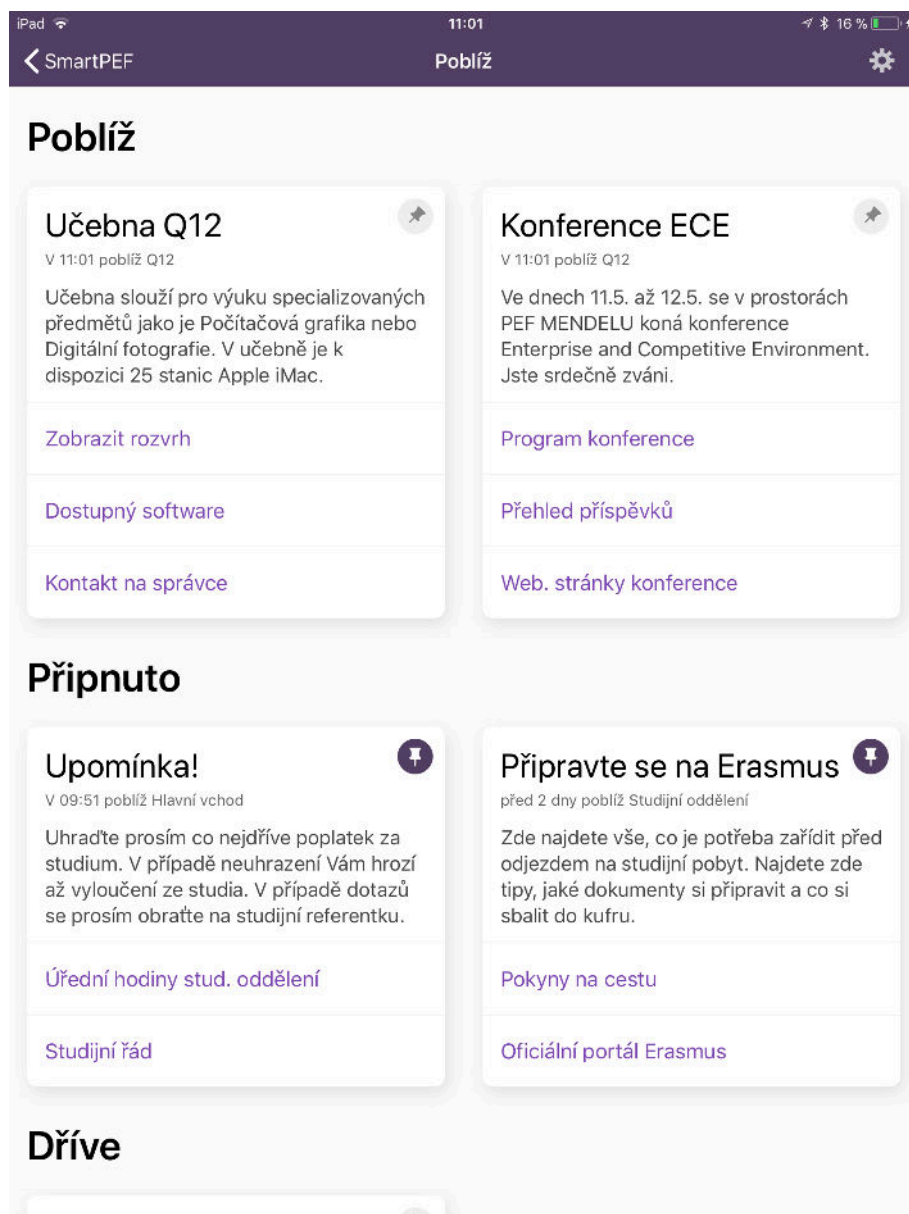 iPad 11:01 16 %
SmartPEF Poblíž
Poblíž
Učebna Q12
V 11:01 poblíž Q12
Učebna slouží pro výuku specializovaných
předmětů jako je Počítačová grafika nebo
Digitální fotografie. V učebně je k
dispozici 25 stanic Apple iMac.
Zobrazit rozvrh
Dostupný software
Kontakt na správce
Konference ECE
V 11:01 poblíž Q12
Ve dnech 11.5. až 12.5. se v prostorách
PEF MENDELU koná konference
Enterprise and Competitive Environment.
Jste srdečně zváni.
Program konference
Přehled příspěvků
Web. stránky konference
Připnuto
Upomínka!
V 09:51 poblíž Hlavní vchod
Uhraďte prosím co nejdříve poplatek za
studium. V případě neuhrazení Vám hrozí
až vyloučení ze studia. V případě dotazů
se prosím obraťte na studijní referentku.
Úřední hodiny stud. oddělení
Studijní řád
Připravte se na Erasmus
před 2 dny poblíž Studijní oddělení
Zde najdete vše, co je potřeba zařídit před
odjezdem na studijní pobyt. Najdete zde
tipy, jaké dokumenty si připravit a co si
sbalit do kufru.
Pokyny na cestu
Oficiální portál Erasmus
Dříve